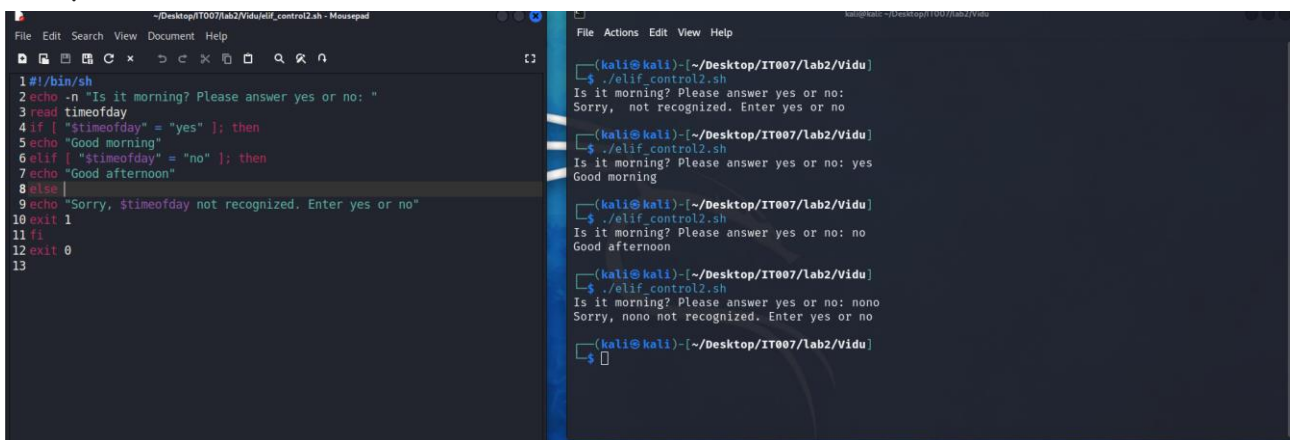 ~/Desktop/IT007/lab2/Vidu/elif_control2.sh - Mousepad
File Edit Search View Document Help
1 #!/bin/sh
2 echo -n "Is it morning? Please answer yes or no: "
3 read timeofday
4 if [ "$timeofday" = "yes" ]; then
5 echo "Good morning"
6 elif [ "$timeofday" = "no" ]; then
7 echo "Good afternoon"
8 else
9 echo "Sorry, $timeofday not recognized. Enter yes or no"
10 exit 1
11 fi
12 exit 0
13
kali@kali: ~/Desktop/IT007/lab2/Vidu
File Actions Edit View Help
(kali㉿kali)-[~/Desktop/IT007/lab2/Vidu]
$ ./elif_control2.sh
Is it morning? Please answer yes or no:
Sorry,  not recognized. Enter yes or no
(kali㉿kali)-[~/Desktop/IT007/lab2/Vidu]
$ ./elif_control2.sh
Is it morning? Please answer yes or no: yes
Good morning
(kali㉿kali)-[~/Desktop/IT007/lab2/Vidu]
$ ./elif_control2.sh
Is it morning? Please answer yes or no: no
Good afternoon
(kali㉿kali)-[~/Desktop/IT007/lab2/Vidu]
$ ./elif_control2.sh
Is it morning? Please answer yes or no: nono
Sorry, nono not recognized. Enter yes or no
(kali㉿kali)-[~/Desktop/IT007/lab2/Vidu]
$